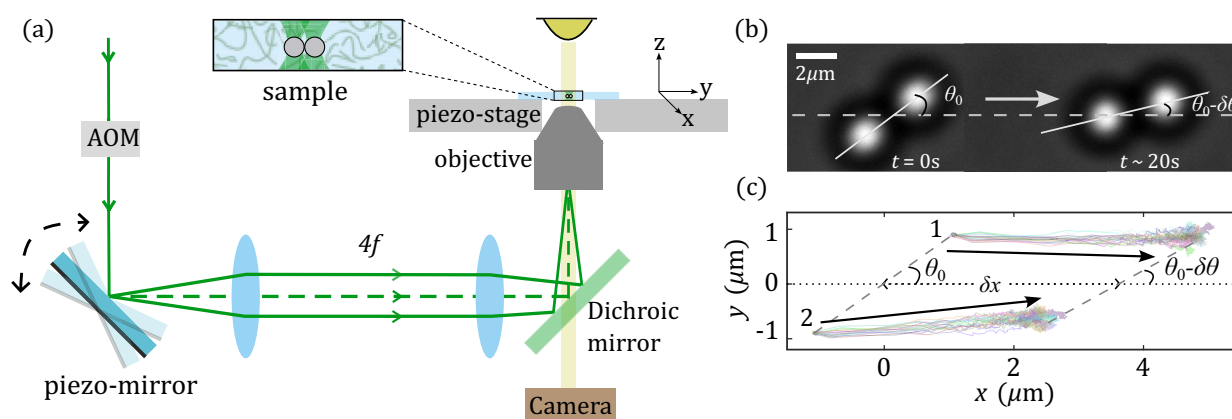 (a)
AOM
sample
piezo-stage
objective
z
y
x
4f
Dichroic
mirror
piezo-mirror
Camera
(b)
2μm
θ₀
θ₀-δθ
t = 0s
t ~ 20s
(c)
1
θ₀
θ₀-δθ
δx
2
y (μm)
1
0
-1
0
2
4
x (μm)